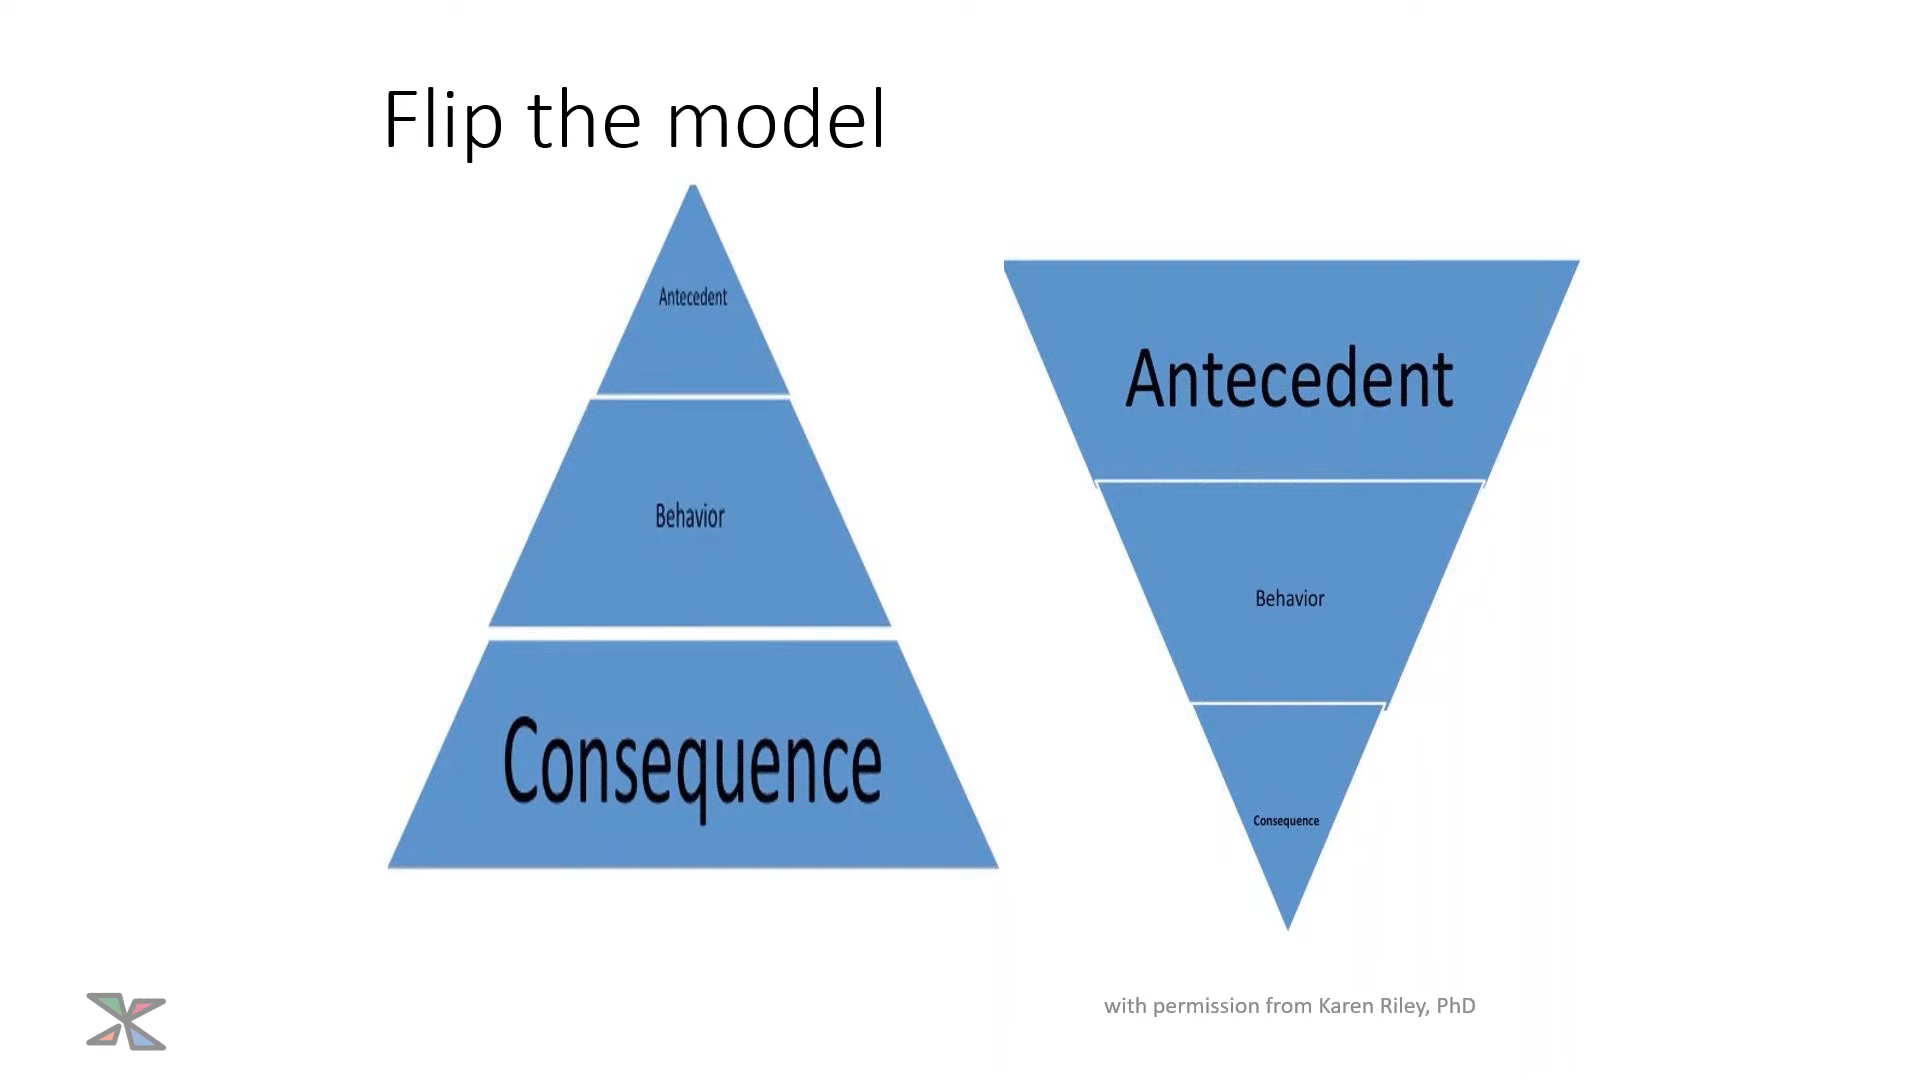 Flip the model
Antecedent
Behavior
Consequence
Antecedent
Behavior
Consequence
with permission from Karen Riley, PhD